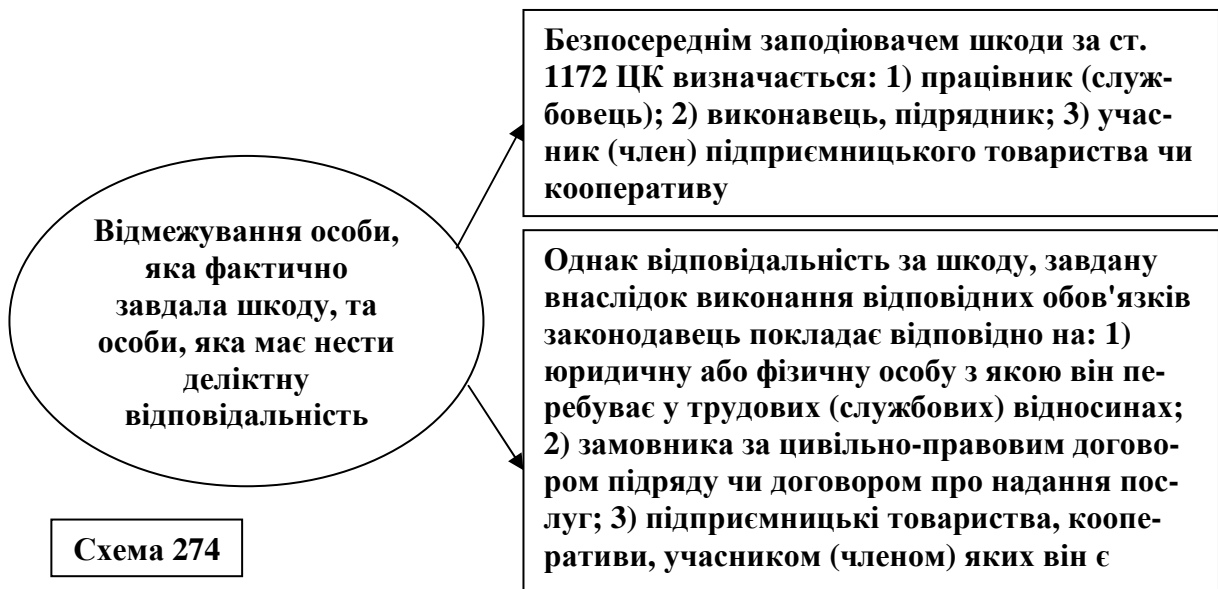 Відмежування особи,
яка фактично
завдала шкоду, та
особи, яка має нести
деліктну
відповідальність
Безпосереднім заподіювачем шкоди за ст.
1172 ЦК визначається: 1) працівник (служ-
бовець); 2) виконавець, підрядник; 3) учас-
ник (член) підприємницького товариства чи
кооперативу
Однак відповідальність за шкоду, завдану
внаслідок виконання відповідних обов'язків
законодавець покладає відповідно на: 1)
юридичну або фізичну особу з якою він пе-
ребуває у трудових (службових) відносинах;
2) замовника за цивільно-правовим догово-
ром підряду чи договором про надання пос-
луг; 3) підприємницькі товариства, коопе-
ративи, учасником (членом) яких він є
Схема 274